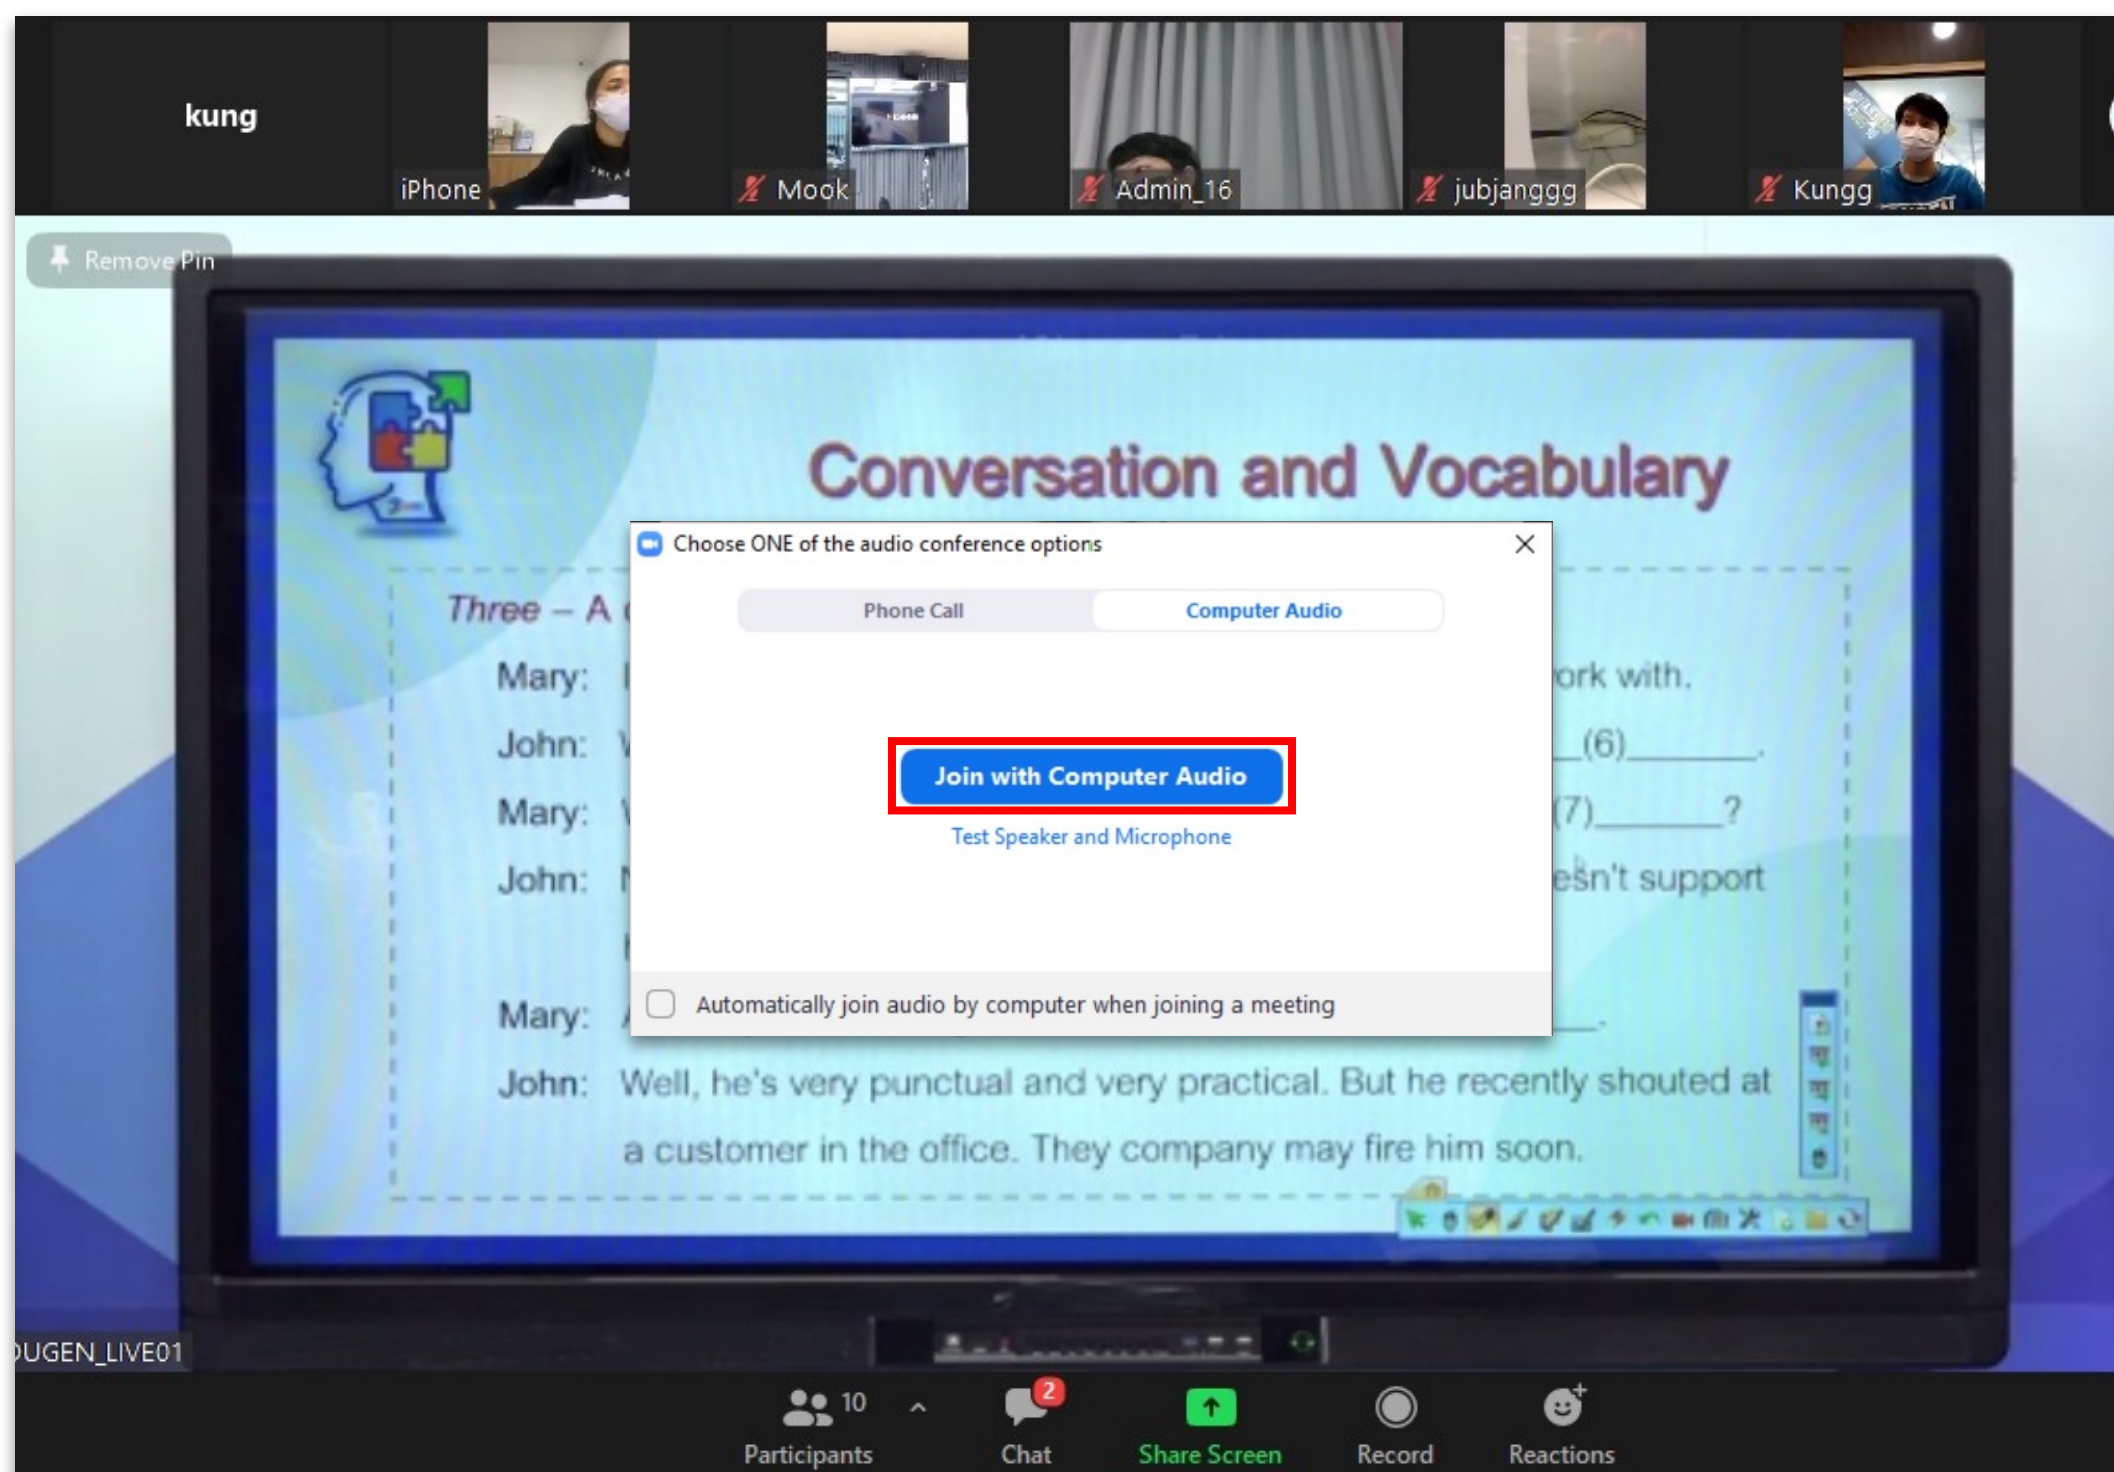 kung
iPhone
Mook
Admin_16
jubjanggg
Kungg
Remove Pin
Conversation and Vocabulary
Choose ONE of the audio conference options
Phone Call Computer Audio
Three – A
Mary: ork with.
John: __(6)______.
Join with Computer Audio
Mary: (7)______?
Test Speaker and Microphone
John: esn't support
Automatically join audio by computer when joining a meeting
Mary: .
John: Well, he's very punctual and very practical. But he recently shouted at
a customer in the office. They company may fire him soon.
OUGEN_LIVE01
10
2
Participants Chat Share Screen Record Reactions